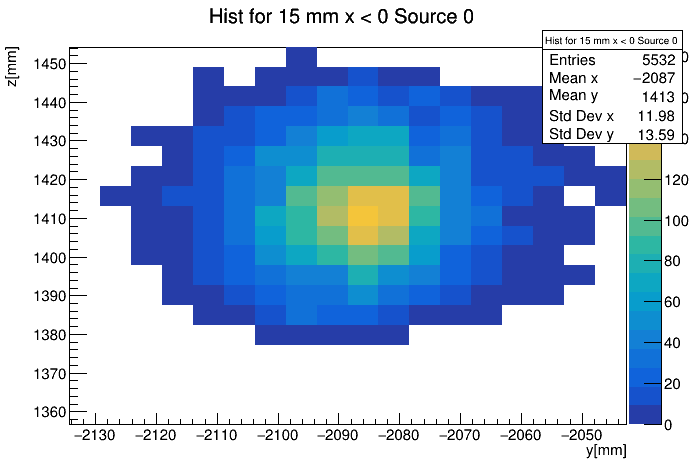 Hist for 15 mm x < 0 Source 0
Hist for 15 mm x < 0 Source 0
Entries 5532
Mean x −2087
Mean y 1413
Std Dev x 11.98
Std Dev y 13.59
z[mm]
1450
1440
1430
1420
1410
1400
1390
1380
1370
1360
0
0
120
100
80
60
40
20
0
−2130 −2120 −2110 −2100 −2090 −2080 −2070 −2060 −2050
y[mm]